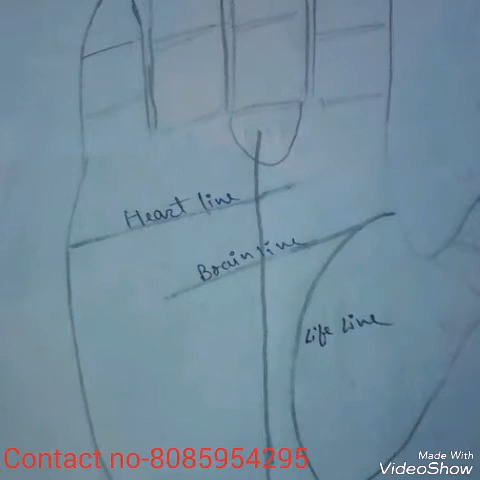 Heart line
Brain line
Life Line
Contact no-8085954295
Made With
VideoShow